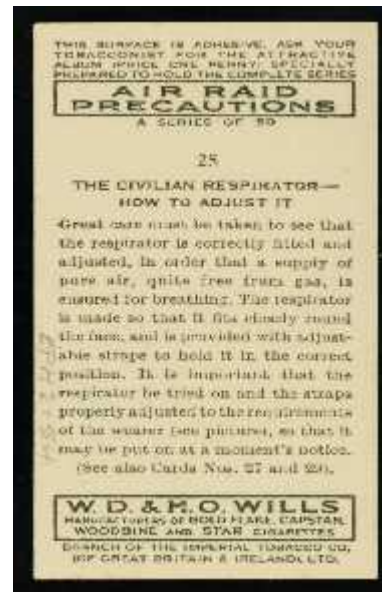 THIS SURFACE IS ADHESIVE. ASK YOUR
TOBACCONIST FOR THE ATTRACTIVE
ALBUM (PRICE ONE PENNY) SPECIALLY
PREPARED TO HOLD THE COMPLETE SERIES
AIR RAID
PRECAUTIONS
A SERIES OF 50
28
THE CIVILIAN RESPIRATOR—
HOW TO ADJUST IT
Great care must be taken to see that
the respirator is correctly fitted and
adjusted, in order that a supply of
pure air, quite free from gas, is
ensured for breathing. The respirator
is made so that it fits closely round
the face, and is provided with adjust-
able straps to hold it in the correct
position. It is important that the
respirator be tried on and the straps
properly adjusted to the requirements
of the wearer (see picture), so that it
may be put on at a moment's notice.
(See also Cards Nos. 27 and 29).
W. D. & H. O. WILLS
MANUFACTURERS OF GOLD FLAKE, CAPSTAN,
WOODBINE AND STAR CIGARETTES
BRANCH OF THE IMPERIAL TOBACCO CO.
(OF GREAT BRITAIN & IRELAND), LTD.